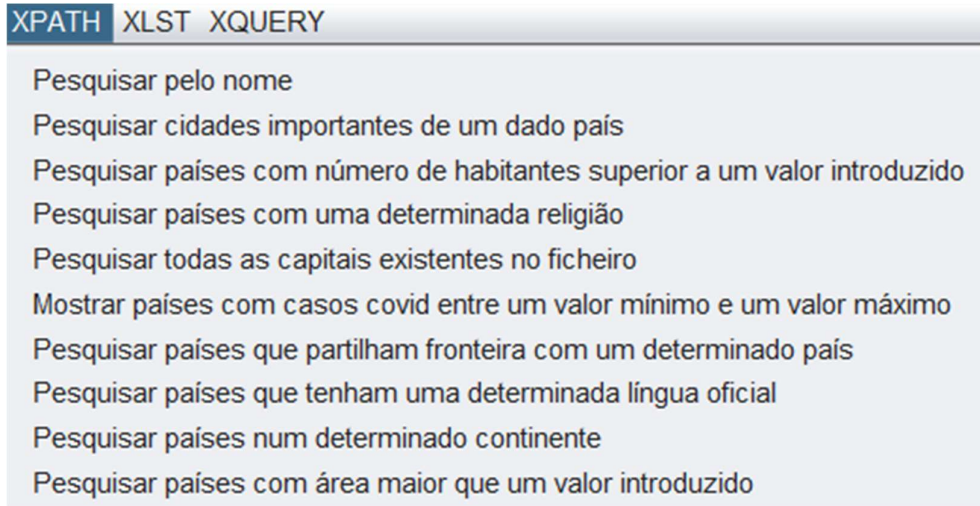 XPATH XLST XQUERY
Pesquisar pelo nome
Pesquisar cidades importantes de um dado país
Pesquisar países com número de habitantes superior a um valor introduzido
Pesquisar países com uma determinada religião
Pesquisar todas as capitais existentes no ficheiro
Mostrar países com casos covid entre um valor mínimo e um valor máximo
Pesquisar países que partilham fronteira com um determinado país
Pesquisar países que tenham uma determinada língua oficial
Pesquisar países num determinado continente
Pesquisar países com área maior que um valor introduzido